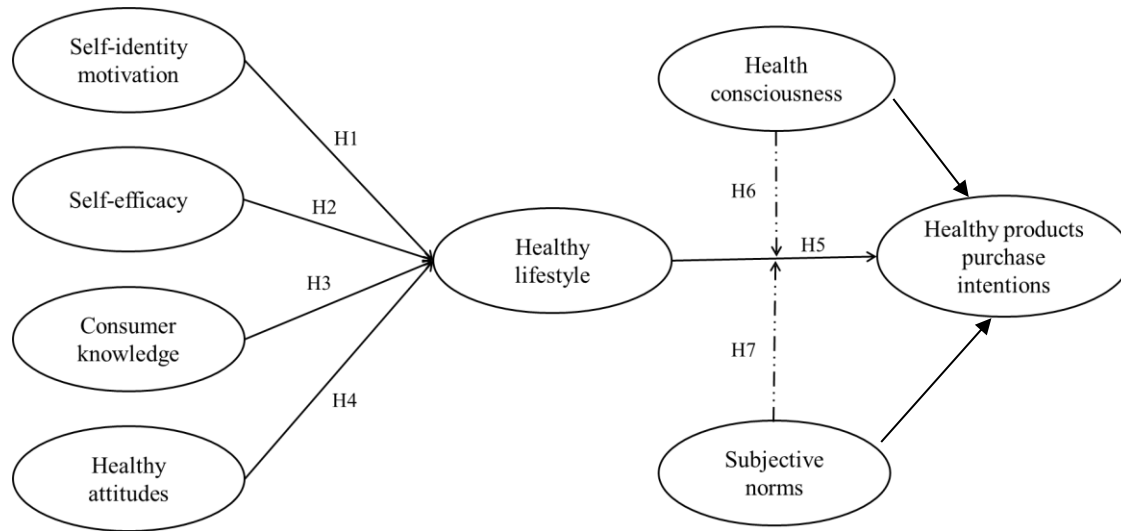 Self-identity
motivation
H1
Self-efficacy
H2
Consumer
knowledge
H3
Healthy
attitudes
H4
Healthy
lifestyle
Health
consciousness
H6
H5
H7
Subjective
norms
Healthy products
purchase
intentions